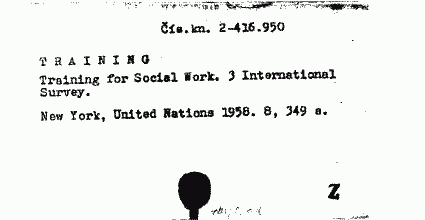 Čís.kn. 2-416.950
TRAINING
Training for Social Work. 3 International
Survey.
New York, United Nations 1958. 8, 349 s.
Z